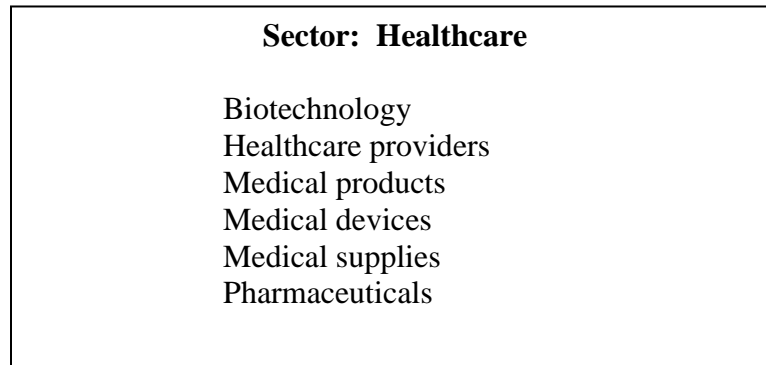 Sector:  Healthcare
Biotechnology
Healthcare providers
Medical products
Medical devices
Medical supplies
Pharmaceuticals